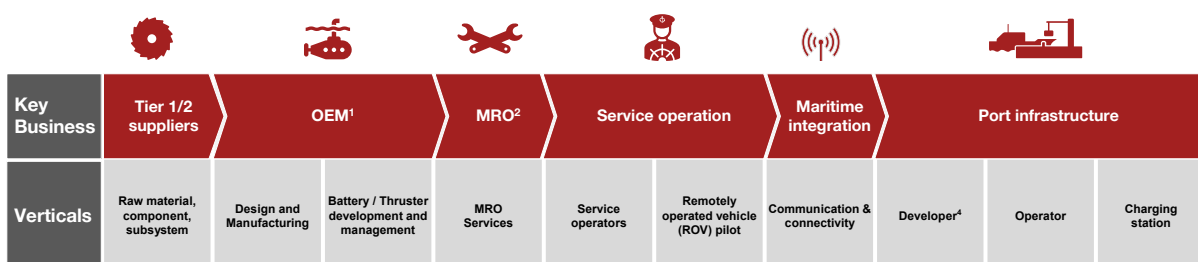 Key
Business
Tier 1/2
suppliers
OEM¹
MRO²
Service operation
Maritime
integration
Port infrastructure
Verticals
Raw material,
component,
subsystem
Design and
Manufacturing
Battery / Thruster
development and
management
MRO
Services
Service
operators
Remotely
operated vehicle
(ROV) pilot
Communication &
connectivity
Developer⁴
Operator
Charging
station